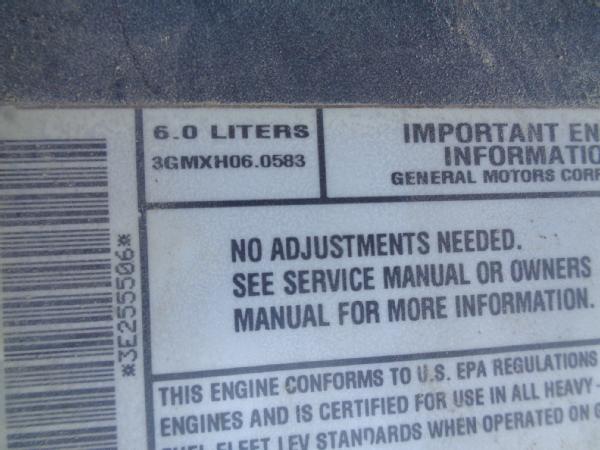 6.0 LITERS
3GMXH06.0583
IMPORTANT EN
INFORMATIO
GENERAL MOTORS CORP
*3E255506*
NO ADJUSTMENTS NEEDED.
SEE SERVICE MANUAL OR OWNERS
MANUAL FOR MORE INFORMATION.
THIS ENGINE CONFORMS TO U.S. EPA REGULATIONS
ENGINES AND IS CERTIFIED FOR USE IN ALL HEAVY-
FUEL FLEET LEV STANDARDS WHEN OPERATED ON G